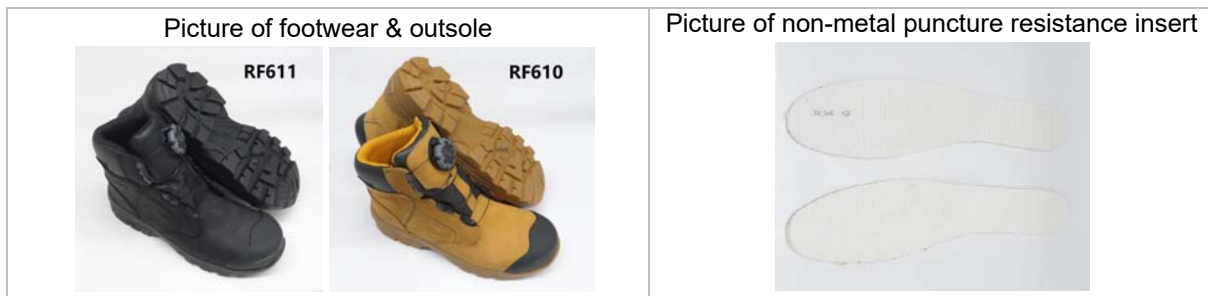 Picture of footwear & outsole
Picture of non-metal puncture resistance insert
RF611
RF610